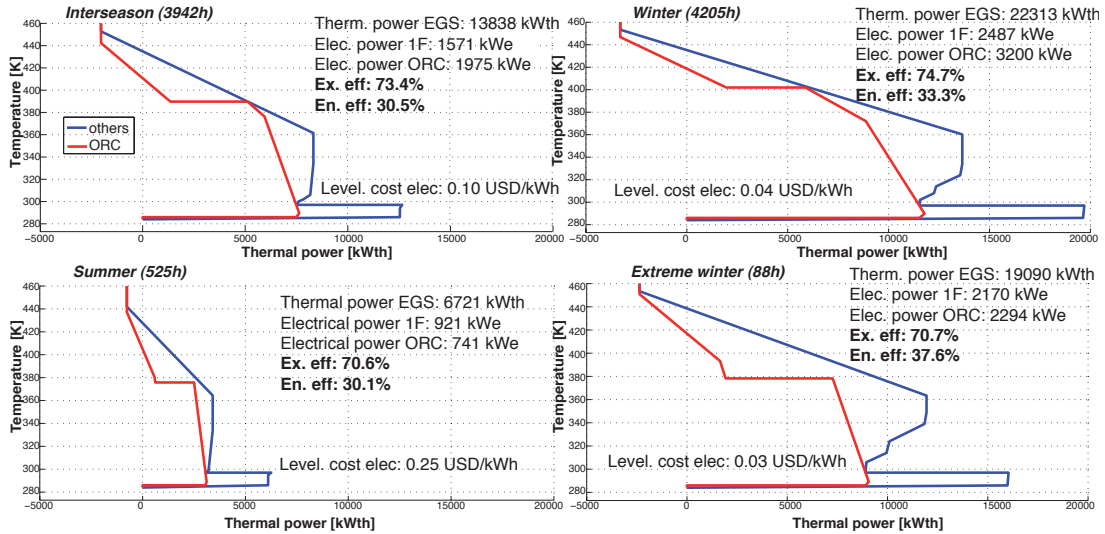 Interseason (3942h)
Therm. power EGS: 13838 kWth
Elec. power 1F: 1571 kWe
Elec. power ORC: 1975 kWe
Ex. eff: 73.4%
En. eff: 30.5%
others
ORC
Level. cost elec: 0.10 USD/kWh
Temperature [K]
460
440
420
400
380
360
340
320
300
280
-5000
0
5000
10000
15000
20000
Thermal power [kWth]
Winter (4205h)
Therm. power EGS: 22313 kWth
Elec. power 1F: 2487 kWe
Elec. power ORC: 3200 kWe
Ex. eff: 74.7%
En. eff: 33.3%
Level. cost elec: 0.04 USD/kWh
Temperature [K]
460
440
420
400
380
360
340
320
300
280
-5000
0
5000
10000
15000
20000
Thermal power [kWth]
Summer (525h)
Thermal power EGS: 6721 kWth
Electrical power 1F: 921 kWe
Electrical power ORC: 741 kWe
Ex. eff: 70.6%
En. eff: 30.1%
Level. cost elec: 0.25 USD/kWh
Temperature [K]
460
440
420
400
380
360
340
320
300
280
-5000
0
5000
10000
15000
20000
Thermal power [kWth]
Extreme winter (88h)
Therm. power EGS: 19090 kWth
Elec. power 1F: 2170 kWe
Elec. power ORC: 2294 kWe
Ex. eff: 70.7%
En. eff: 37.6%
Level. cost elec: 0.03 USD/kWh
Temperature [K]
460
440
420
400
380
360
340
320
300
280
-5000
0
5000
10000
15000
20000
Thermal power [kWth]